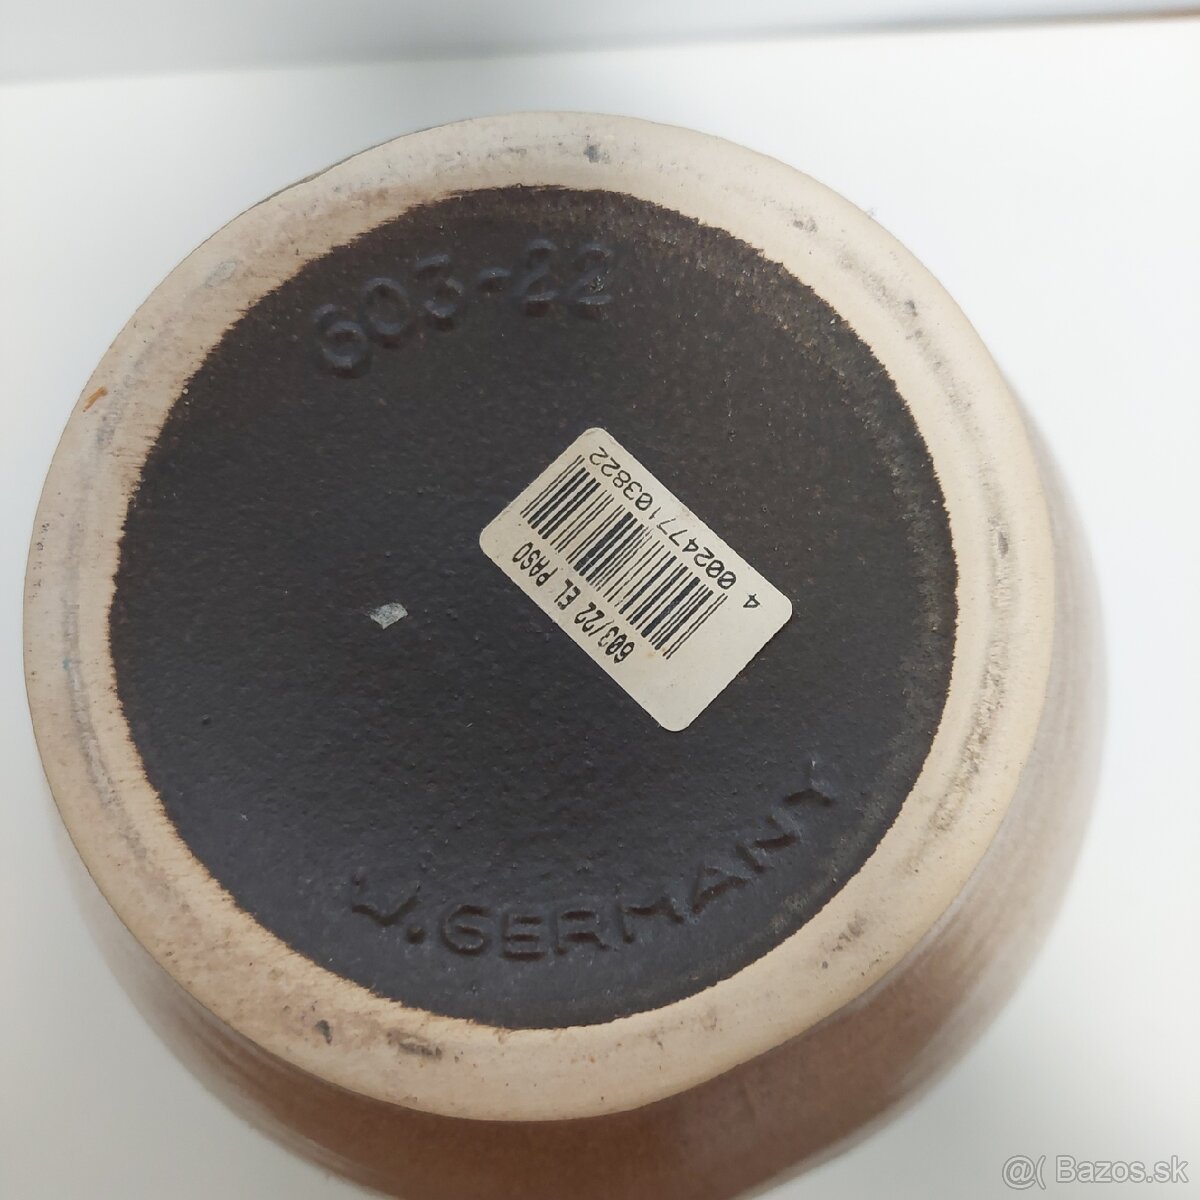 603-22
4 002477 103822
603/22 EL PASO
W.GERMANY
@( Bazos.sk